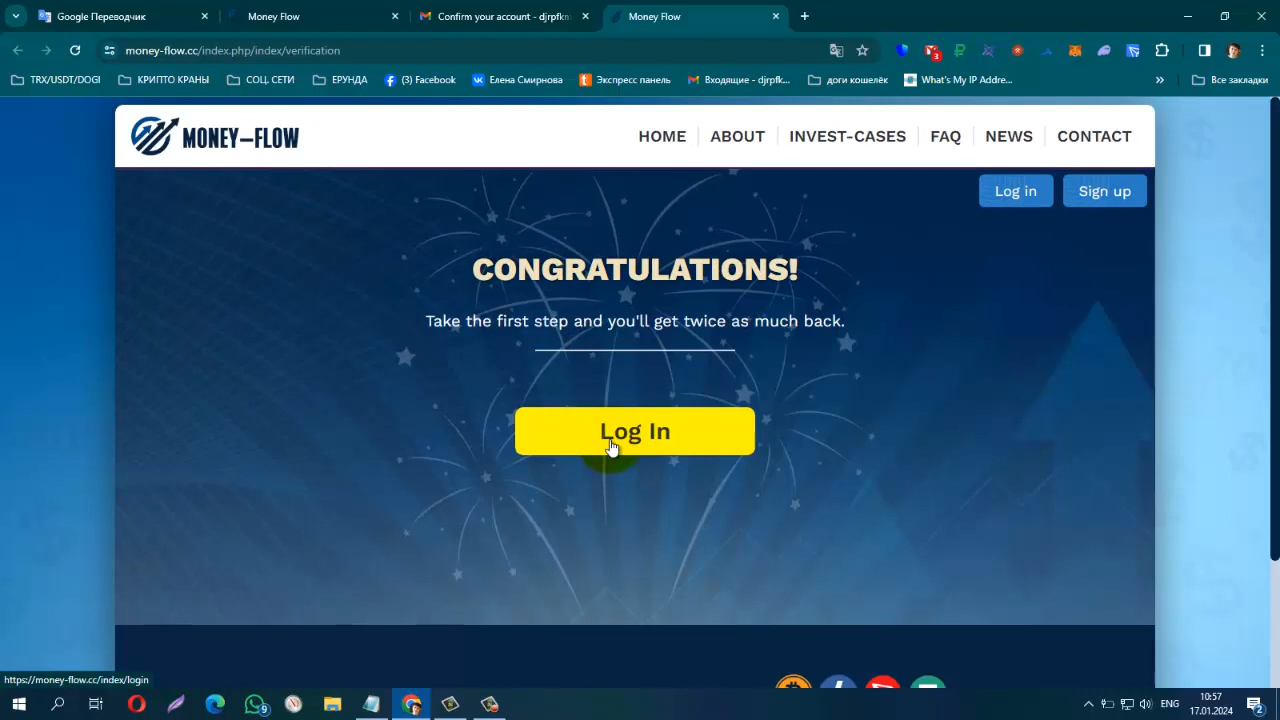 Google Переводчик
Money Flow
Confirm your account - djrpfkn
Money Flow
money-flow.cc/index.php/index/verification
TRX/USDT/DOGI
КРИПТО КРАНЫ
СОЦ. СЕТИ
ЕРУНДА
(3) Facebook
Елена Смирнова
Экспресс панель
Входящие - djrpfk...
доги кошелёк
What's My IP Addre...
»
Все закладки
3
MONEY-FLOW
HOME
ABOUT
INVEST-CASES
FAQ
NEWS
CONTACT
Log in
Sign up
CONGRATULATIONS!
Take the first step and you'll get twice as much back.
Log In
https://money-flow.cc/index/login
9
ENG
10:57
17.01.2024
2